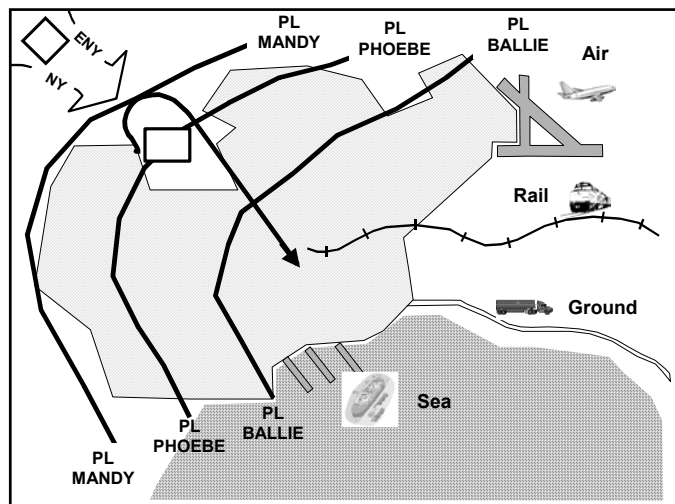 PL
MANDY
PL
PHOEBE
PL
BALLIE
ENY
NY
Air
Rail
Ground
Sea
PL
BALLIE
PL
PHOEBE
PL
MANDY